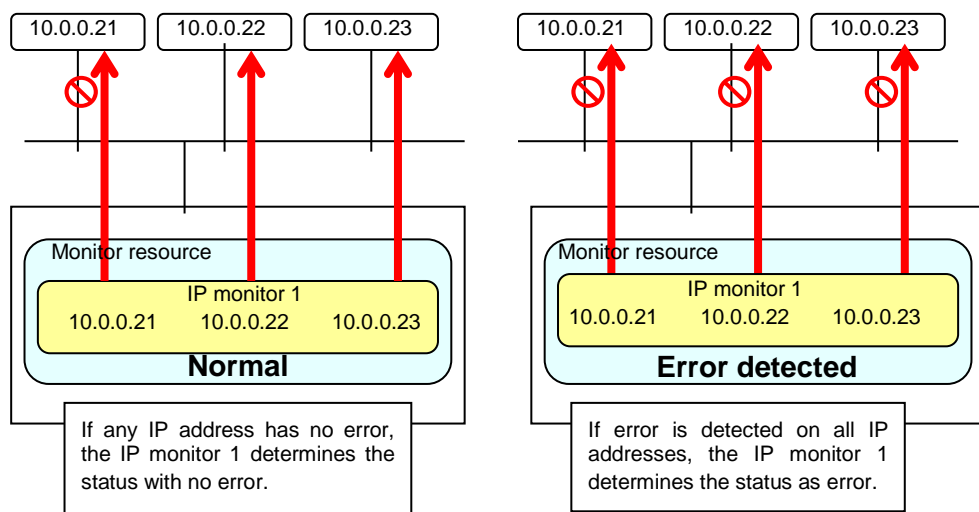 10.0.0.21 10.0.0.22 10.0.0.23
Monitor resource
IP monitor 1
10.0.0.21 10.0.0.22 10.0.0.23
Normal
If any IP address has no error,
the IP monitor 1 determines the
status with no error.
10.0.0.21 10.0.0.22 10.0.0.23
Monitor resource
IP monitor 1
10.0.0.21 10.0.0.22 10.0.0.23
Error detected
If error is detected on all IP
addresses, the IP monitor 1
determines the status as error.